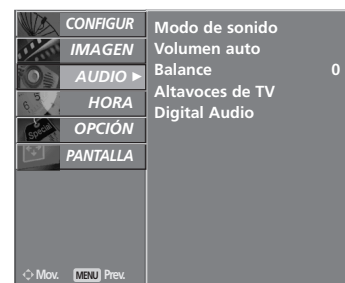 CONFIGUR
IMAGEN
AUDIO ►
HORA
OPCIÓN
PANTALLA
Mov. MENU Prev.
Modo de sonido
Volumen auto
Balance 0
Altavoces de TV
Digital Audio
Special